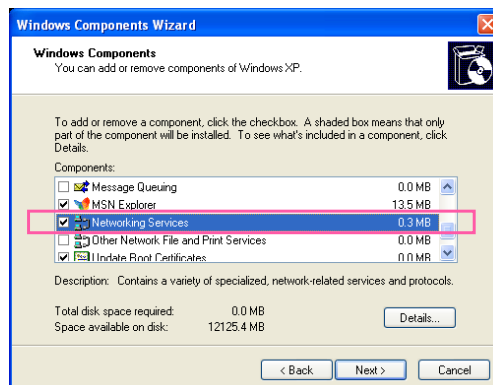 Windows Components Wizard
Windows Components
You can add or remove components of Windows XP.
To add or remove a component, click the checkbox. A shaded box means that only
part of the component will be installed. To see what's included in a component, click
Details.
Components:
Message Queuing 0.0 MB
MSN Explorer 13.5 MB
Networking Services 0.3 MB
Other Network File and Print Services 0.0 MB
Update Root Certificates 0.0 MB
Description: Contains a variety of specialized, network-related services and protocols.
Total disk space required: 0.0 MB
Space available on disk: 12125.4 MB
Details...
< Back Next > Cancel